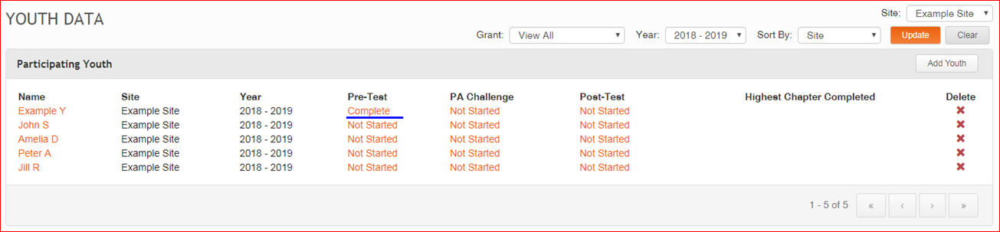 YOUTH DATA
Site: Example Site
Grant: View All Year: 2018 - 2019 Sort By: Site Update Clear
Participating Youth Add Youth
Name Site Year Pre-Test PA Challenge Post-Test Highest Chapter Completed Delete
Example Y Example Site 2018 - 2019 Complete Not Started Not Started
John S Example Site 2018 - 2019 Not Started Not Started Not Started
Amelia D Example Site 2018 - 2019 Not Started Not Started Not Started
Peter A Example Site 2018 - 2019 Not Started Not Started Not Started
Jill R Example Site 2018 - 2019 Not Started Not Started Not Started
1 - 5 of 5 « ‹ › »